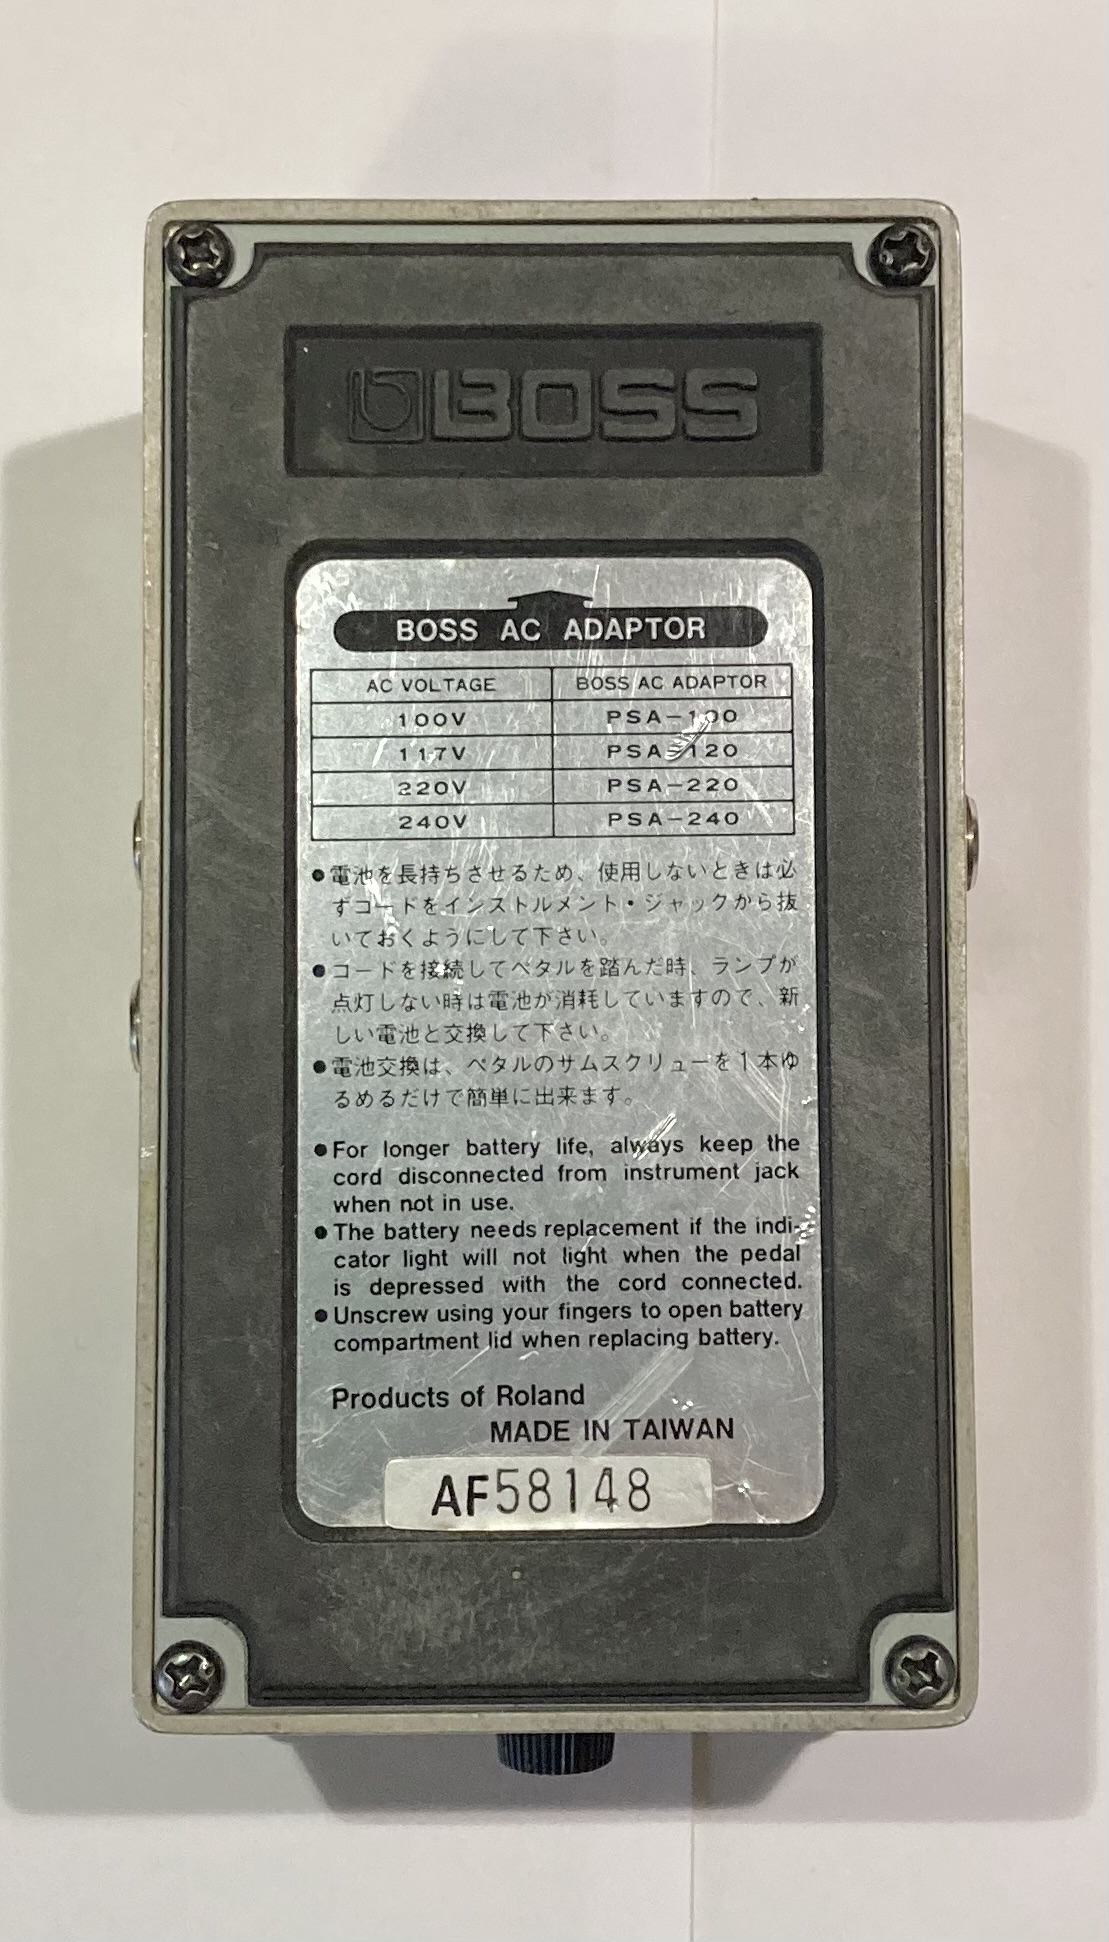 BOSS
BOSS AC ADAPTOR
AC VOLTAGE BOSS AC ADAPTOR
100V PSA-100
117V PSA-120
220V PSA-220
240V PSA-240
●電池を長持ちさせるため、使用しないときは必
ずコードをインストルメント・ジャックから抜
いておくようにして下さい。
●コードを接続してペタルを踏んだ時、ランプが
点灯しない時は電池が消耗していますので、新
しい電池と交換して下さい。
●電池交換は、ペタルのサムスクリューを1本ゆ
るめるだけで簡単に出来ます。
●For longer battery life, always keep the
cord disconnected from instrument jack
when not in use.
●The battery needs replacement if the indi-
cator light will not light when the pedal
is depressed with the cord connected.
●Unscrew using your fingers to open battery
compartment lid when replacing battery.
Products of Roland
MADE IN TAIWAN
AF58148